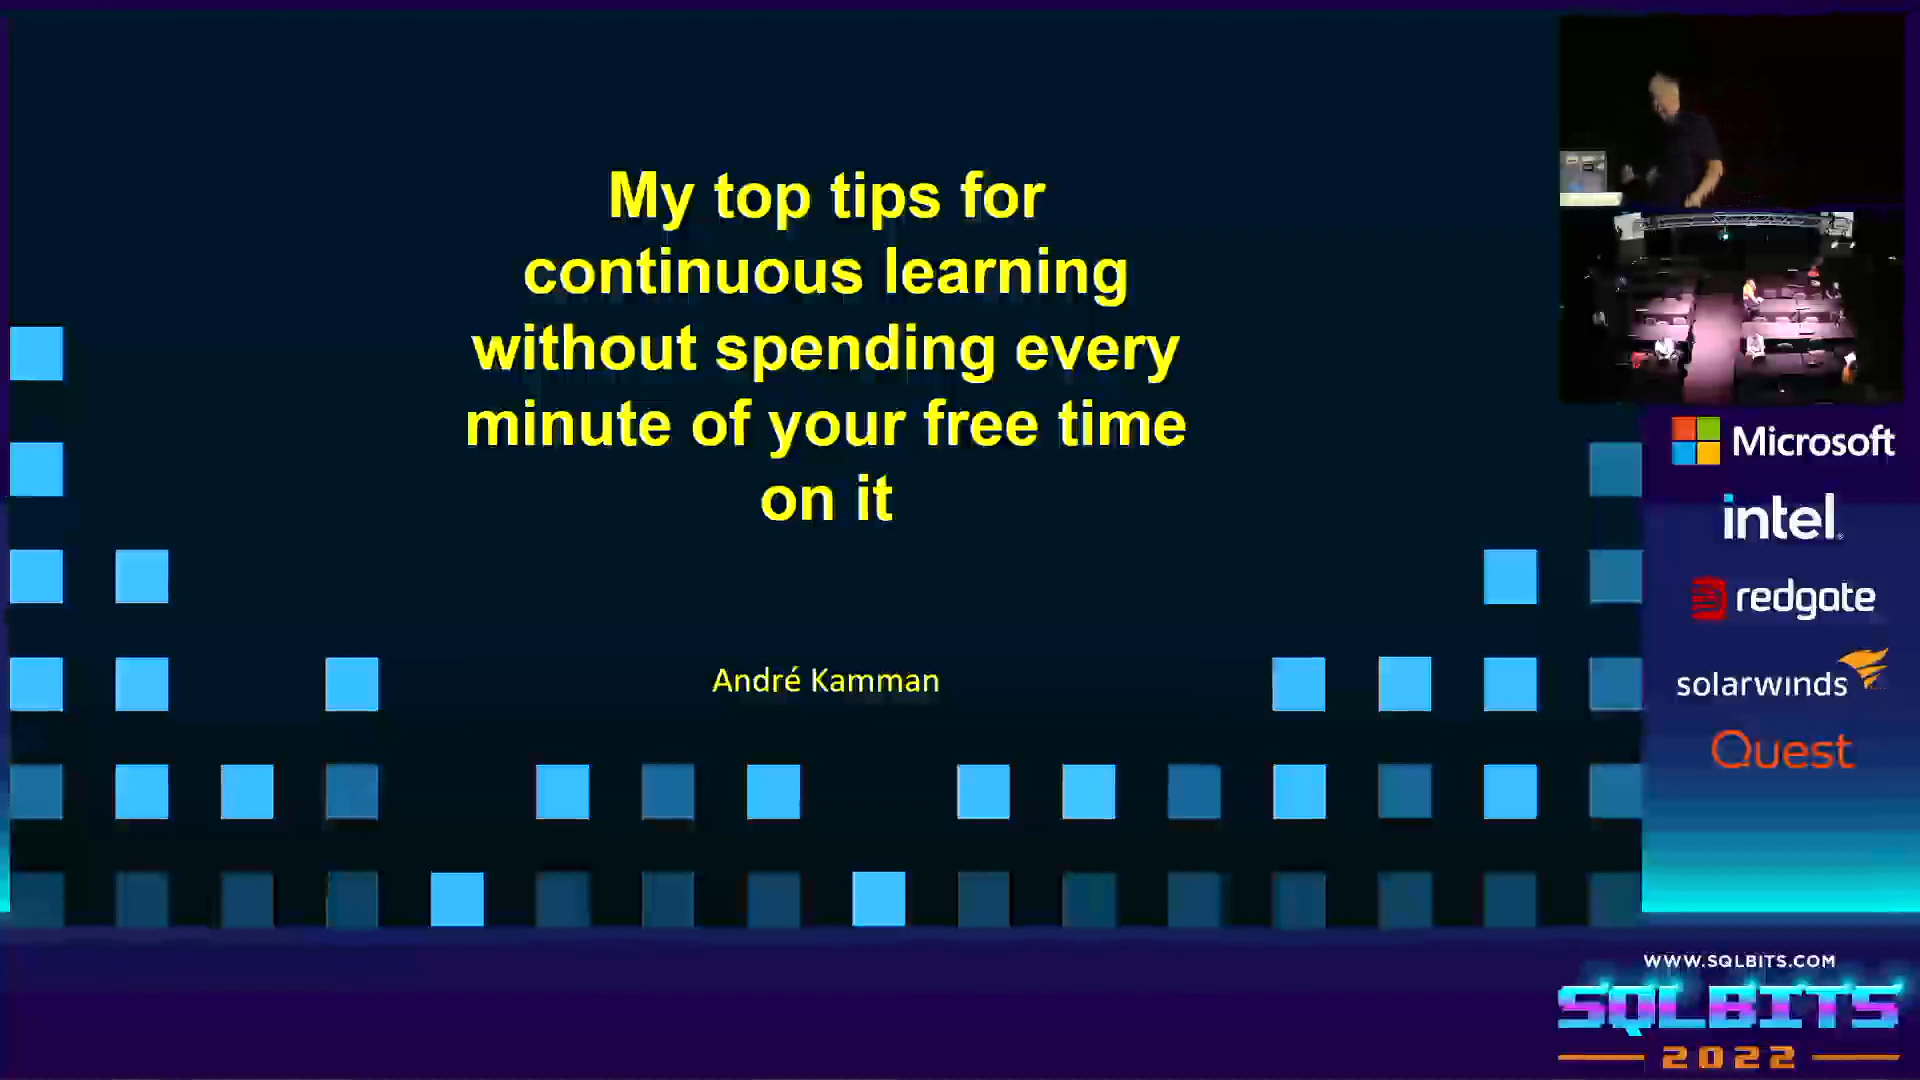 My top tips for
continuous learning
without spending every
minute of your free time
on it
André Kamman
Microsoft
intel.
redgate
solarwinds
Quest
WWW.SQLBITS.COM
SQLBITS
2022